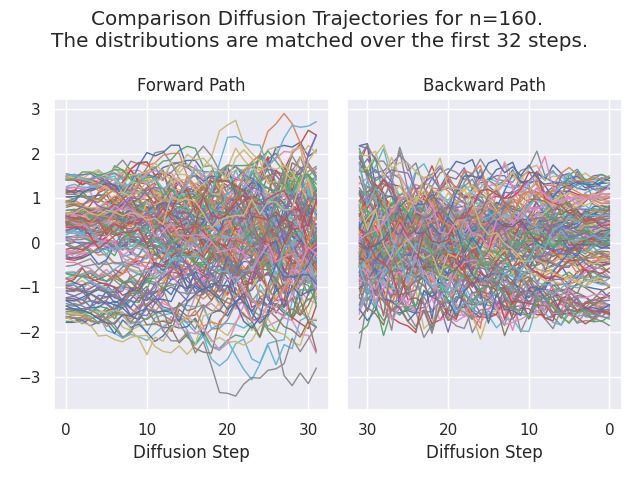 Comparison Diffusion Trajectories for n=160.
The distributions are matched over the first 32 steps.
Forward Path
Backward Path
3
2
1
0
−1
−2
−3
0 10 20 30
30 20 10 0
Diffusion Step
Diffusion Step